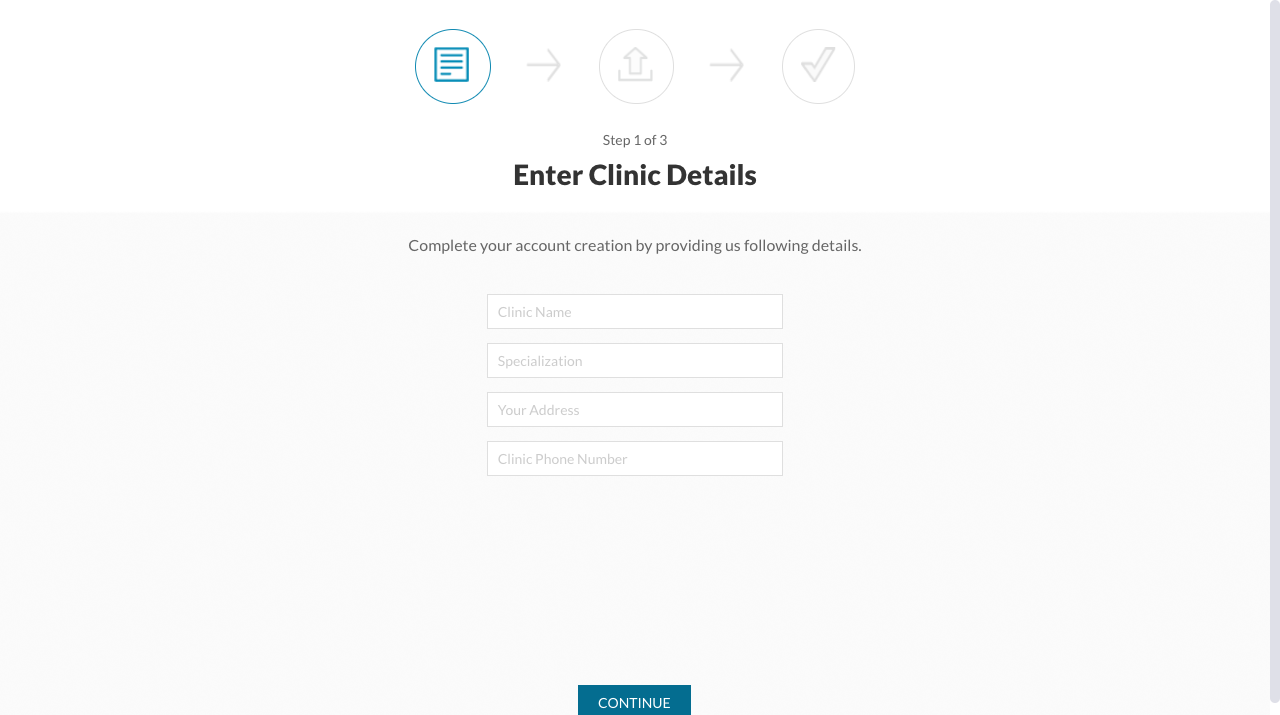 Step 1 of 3
Enter Clinic Details
Complete your account creation by providing us following details.
Clinic Name
Specialization
Your Address
Clinic Phone Number
CONTINUE